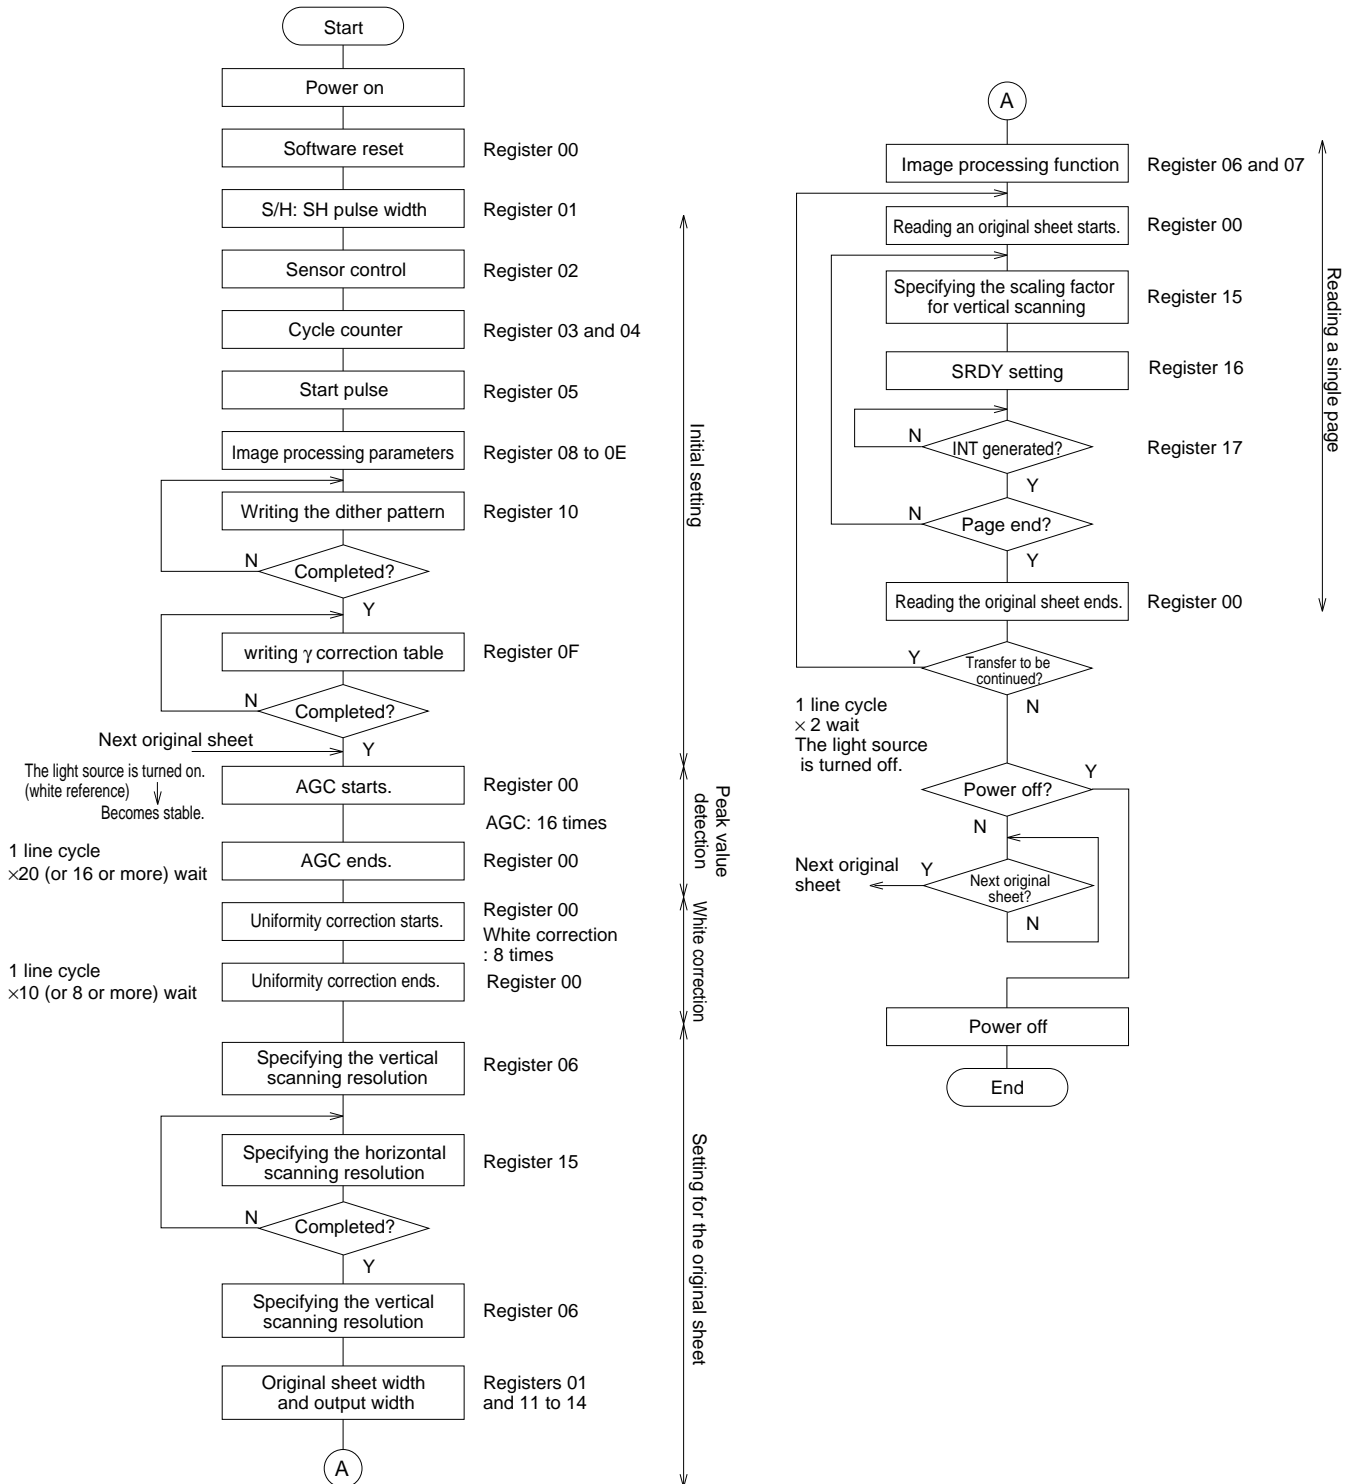 Start
Power on
Software reset
Register 00
S/H: SH pulse width
Register 01
Sensor control
Register 02
Cycle counter
Register 03 and 04
Start pulse
Register 05
Image processing parameters
Register 08 to 0E
Writing the dither pattern
Register 10
N
Completed?
Y
writing γ correction table
Register 0F
N
Completed?
Y
Initial setting
Next original sheet
The light source is turned on.
(white reference)
Becomes stable.
AGC starts.
Register 00
AGC: 16 times
1 line cycle
×20 (or 16 or more) wait
AGC ends.
Register 00
Peak value
detection
Uniformity correction starts.
Register 00
White correction
: 8 times
1 line cycle
×10 (or 8 or more) wait
Uniformity correction ends.
Register 00
White correction
Specifying the vertical
scanning resolution
Register 06
Specifying the horizontal
scanning resolution
Register 15
N
Completed?
Y
Specifying the vertical
scanning resolution
Register 06
Original sheet width
and output width
Registers 01
and 11 to 14
Setting for the original sheet
A
A
Image processing function
Register 06 and 07
Reading an original sheet starts.
Register 00
Specifying the scaling factor
for vertical scanning
Register 15
SRDY setting
Register 16
N
INT generated?
Register 17
Y
N
Page end?
Y
Reading the original sheet ends.
Register 00
Reading a single page
Y
Transfer to be
continued?
N
1 line cycle
× 2 wait
The light source
is turned off.
Power off?
Y
N
Next original
sheet
Y
Next original
sheet?
N
Power off
End